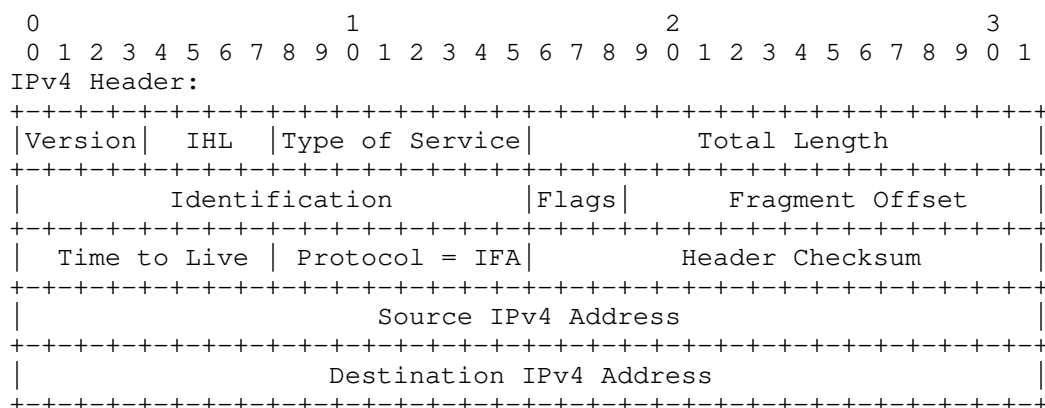 0                   1                   2                   3
 0 1 2 3 4 5 6 7 8 9 0 1 2 3 4 5 6 7 8 9 0 1 2 3 4 5 6 7 8 9 0 1
IPv4 Header:
+-+-+-+-+-+-+-+-+-+-+-+-+-+-+-+-+-+-+-+-+-+-+-+-+-+-+-+-+-+-+-+-+
|Version|  IHL  |Type of Service|          Total Length         |
+-+-+-+-+-+-+-+-+-+-+-+-+-+-+-+-+-+-+-+-+-+-+-+-+-+-+-+-+-+-+-+-+
|         Identification        |Flags|      Fragment Offset    |
+-+-+-+-+-+-+-+-+-+-+-+-+-+-+-+-+-+-+-+-+-+-+-+-+-+-+-+-+-+-+-+-+
|  Time to Live | Protocol = IFA|         Header Checksum       |
+-+-+-+-+-+-+-+-+-+-+-+-+-+-+-+-+-+-+-+-+-+-+-+-+-+-+-+-+-+-+-+-+
|                      Source IPv4 Address                      |
+-+-+-+-+-+-+-+-+-+-+-+-+-+-+-+-+-+-+-+-+-+-+-+-+-+-+-+-+-+-+-+-+
|                   Destination IPv4 Address                    |
+-+-+-+-+-+-+-+-+-+-+-+-+-+-+-+-+-+-+-+-+-+-+-+-+-+-+-+-+-+-+-+-+